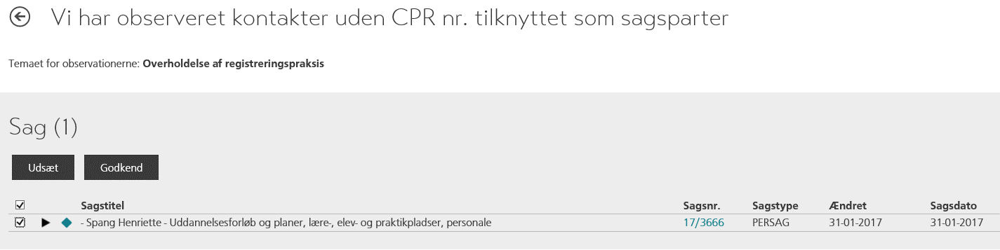 Vi har observeret kontakter uden CPR nr. tilknyttet som sagsparter
Temaet for observationerne: Overholdelse af registreringspraksis
Sag (1)
Udsæt Godkend
Sagstitel Sagsnr. Sagstype Ændret Sagsdato
- Spang Henriette - Uddannelsesforløb og planer, lære-, elev- og praktikpladser, personale 17/3666 PERSAG 31-01-2017 31-01-2017